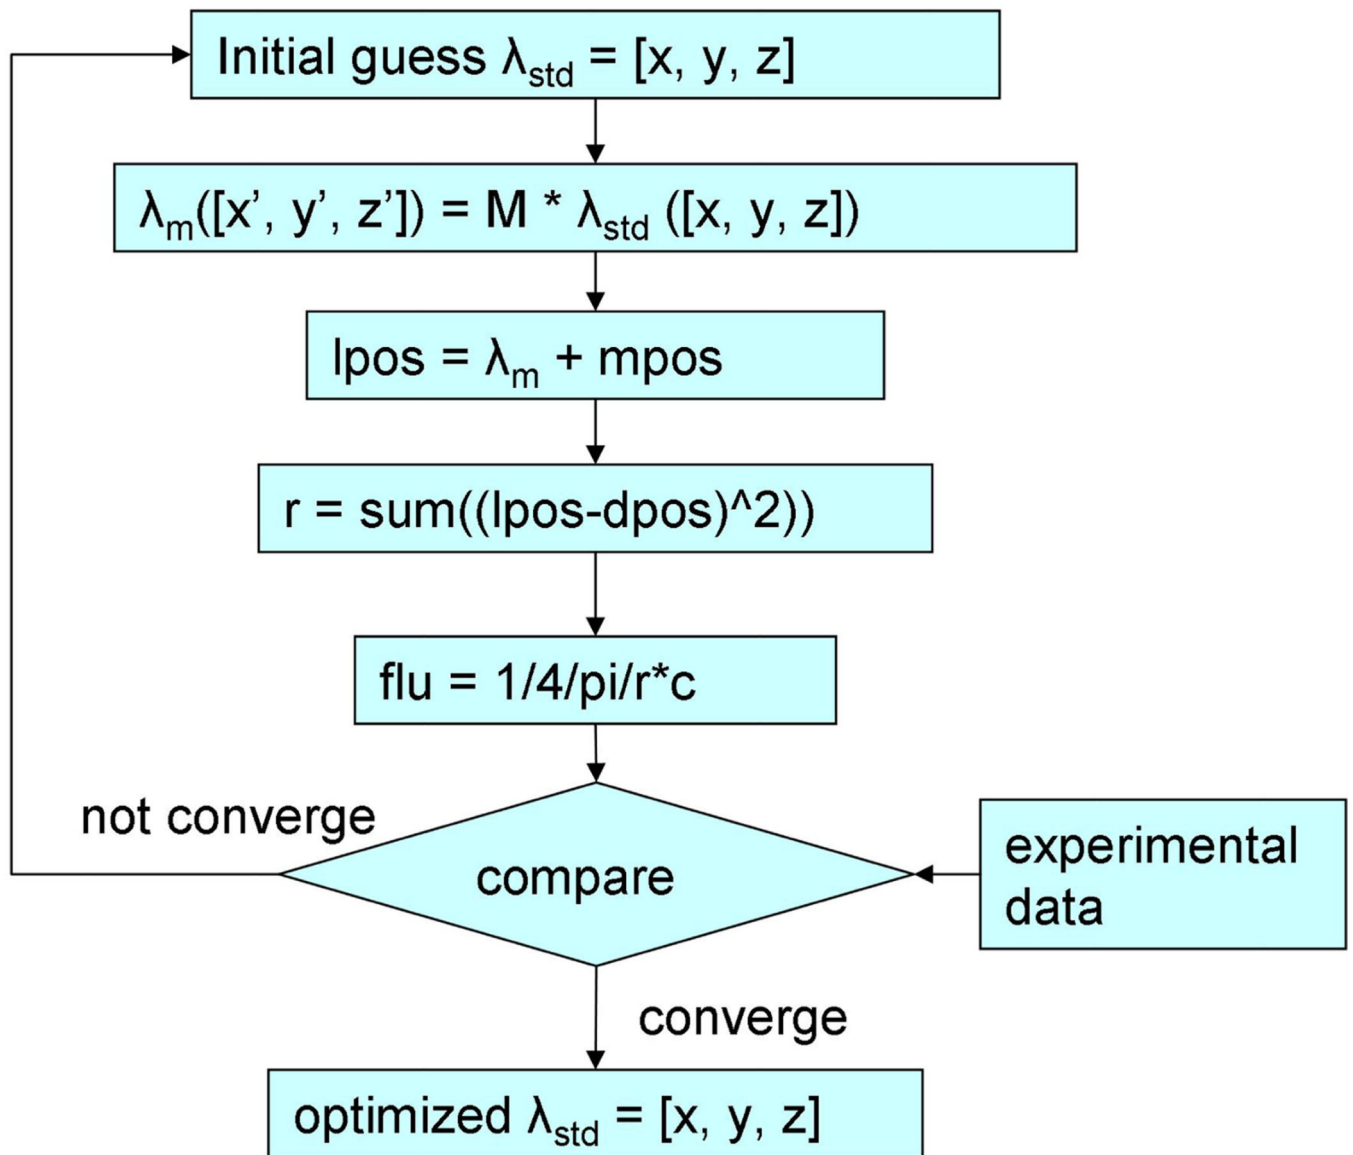 Initial guess λstd = [x, y, z]
λm([x’, y’, z’]) = M * λstd ([x, y, z])
lpos = λm + mpos
r = sum((lpos-dpos)^2))
flu = 1/4/pi/r*c
not converge
compare
experimental
data
converge
optimized λstd = [x, y, z]